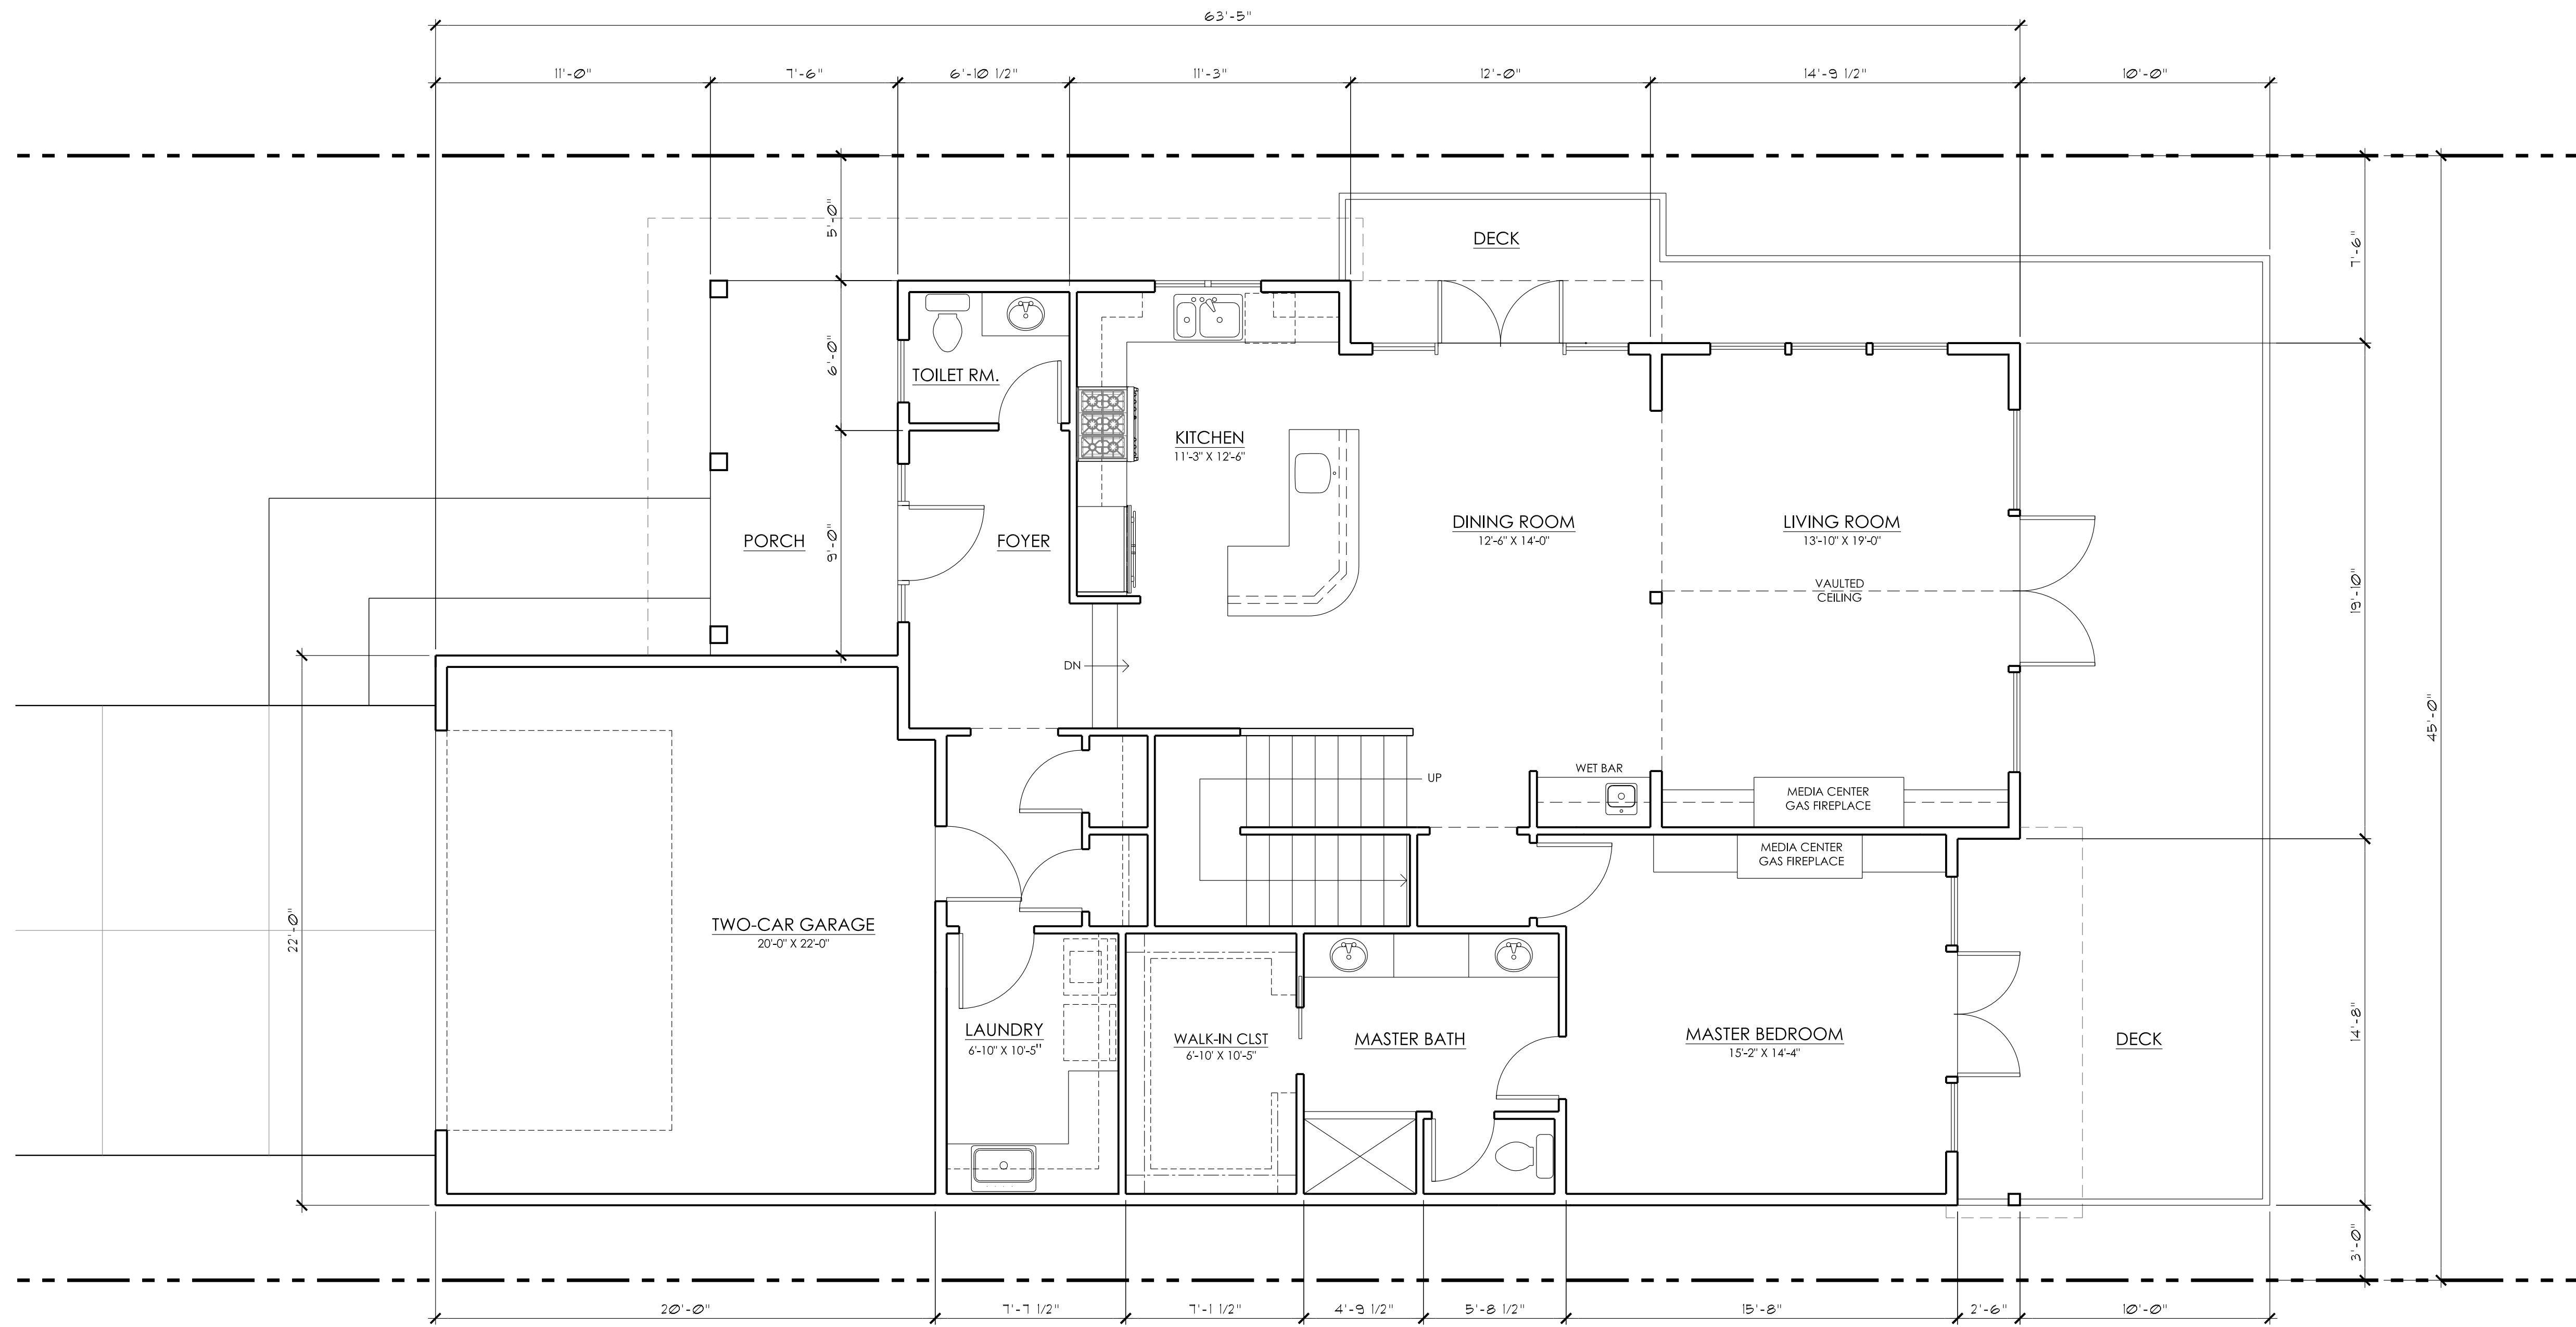 63'-5"
11'-0"
7'-6"
6'-10 1/2"
11'-3"
12'-0"
14'-9 1/2"
10'-0"
5'-0"
7'-6"
DECK
6'-0"
TOILET RM.
KITCHEN
11'-3" X 12'-6"
DINING ROOM
12'-6" X 14'-0"
LIVING ROOM
13'-10" X 19'-0"
PORCH
9'-0"
FOYER
VAULTED
CEILING
19'-10"
DN
45'-0"
UP
WET BAR
MEDIA CENTER
GAS FIREPLACE
MEDIA CENTER
GAS FIREPLACE
22'-0"
TWO-CAR GARAGE
20'-0" X 22'-0"
LAUNDRY
6'-10" X 10'-5"
WALK-IN CLST
6'-10' X 10'-5"
MASTER BATH
MASTER BEDROOM
15'-2" X 14'-4"
DECK
14'-8"
3'-0"
20'-0"
7'-7 1/2"
7'-1 1/2"
4'-9 1/2"
5'-8 1/2"
15'-8"
2'-6"
10'-0"